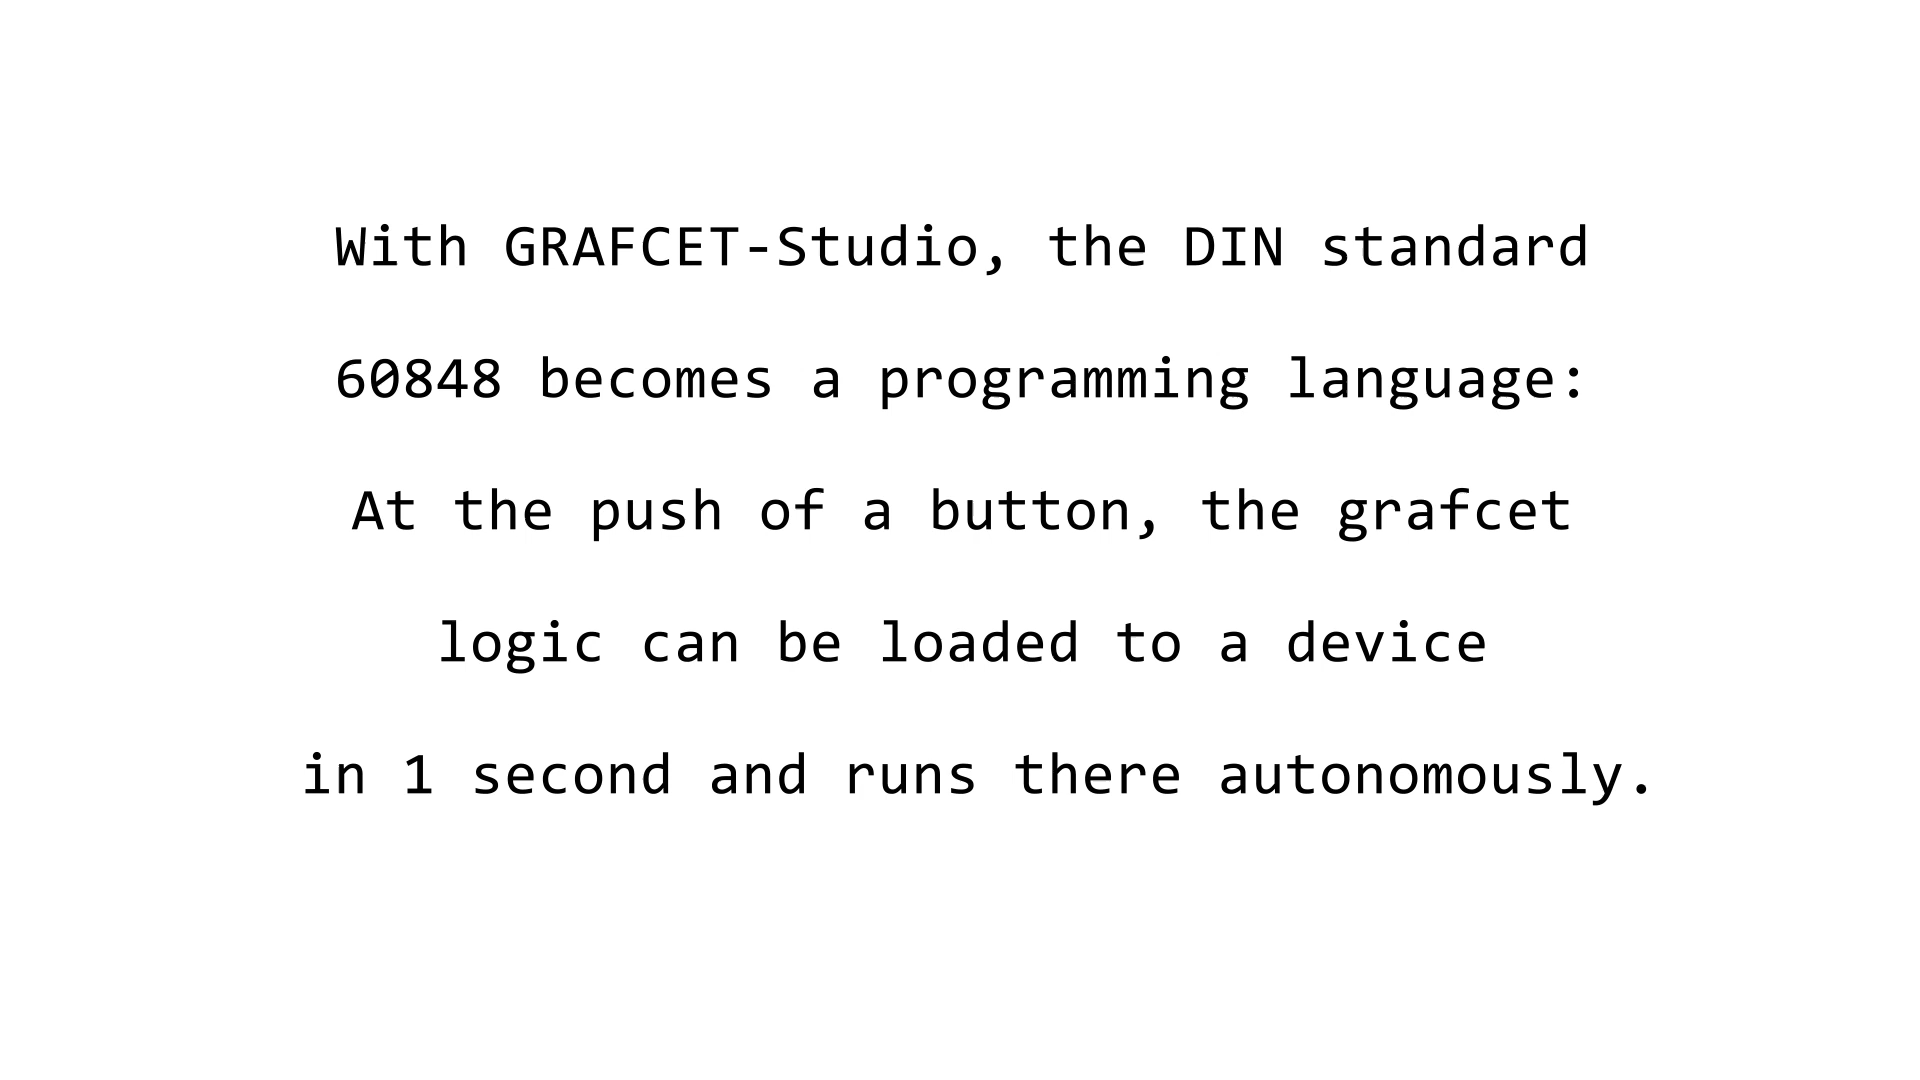 With GRAFCET-Studio, the DIN standard
60848 becomes a programming language:
At the push of a button, the grafcet
logic can be loaded to a device
in 1 second and runs there autonomously.